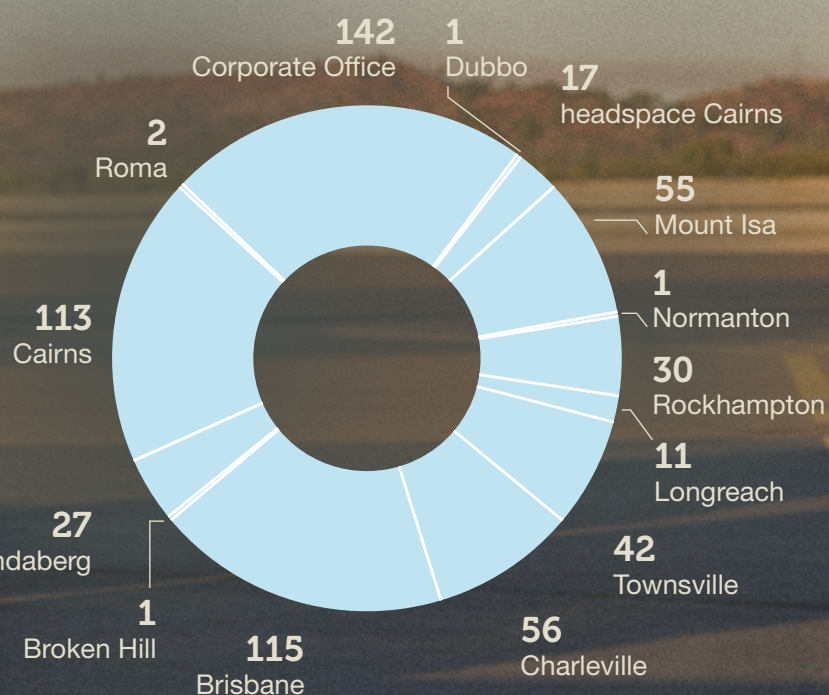 142
Corporate Office
1
Dubbo
17
headspace Cairns
55
Mount Isa
1
Normanton
30
Rockhampton
11
Longreach
42
Townsville
56
Charleville
115
Brisbane
1
Broken Hill
27
ndaberg
113
Cairns
2
Roma